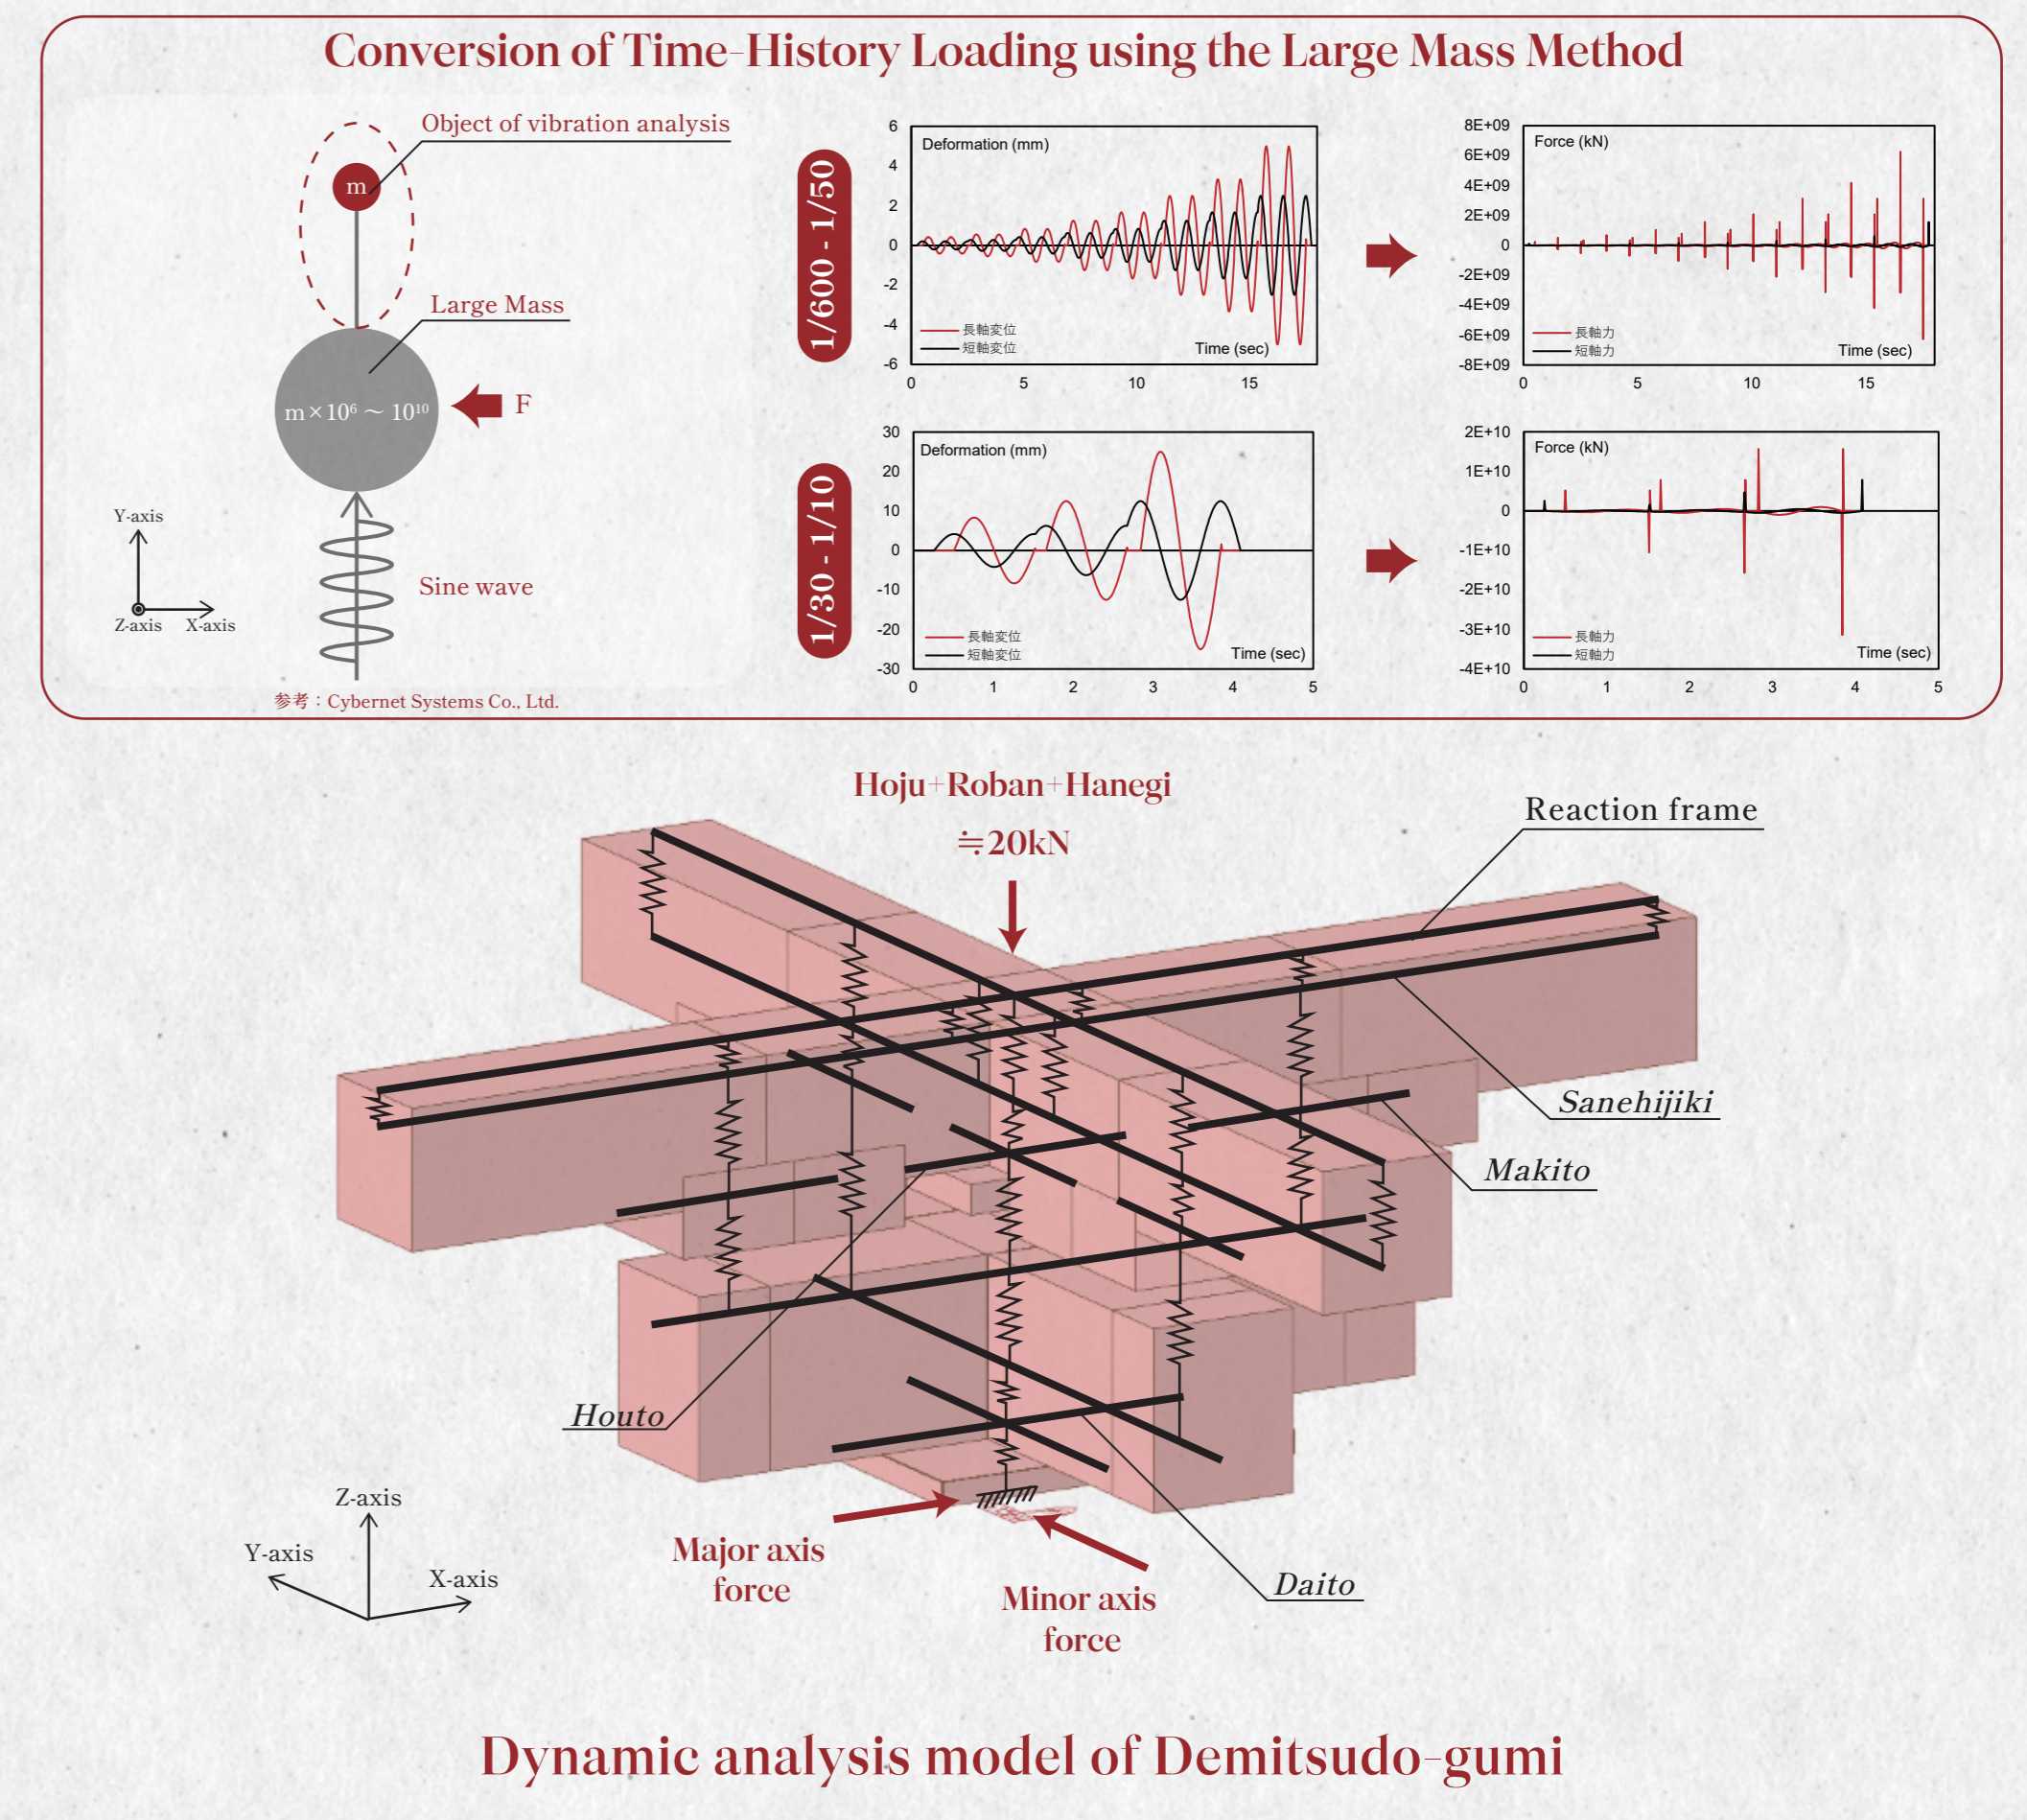 Conversion of Time-History Loading using the Large Mass Method
Object of vibration analysis
m
Large Mass
m×10⁶ ～ 10¹⁰
F
Y-axis
Z-axis
X-axis
Sine wave
参考：Cybernet Systems Co., Ltd.
1/600 - 1/50
Deformation (mm)
6
4
2
0
-2
-4
-6
長軸変位
短軸変位
Time (sec)
0
5
10
15
Force (kN)
8E+09
6E+09
4E+09
2E+09
0
-2E+09
-4E+09
-6E+09
-8E+09
長軸力
短軸力
Time (sec)
0
5
10
15
1/30 - 1/10
Deformation (mm)
30
20
10
0
-10
-20
-30
長軸変位
短軸変位
Time (sec)
0
1
2
3
4
5
Force (kN)
2E+10
1E+10
0
-1E+10
-2E+10
-3E+10
-4E+10
長軸力
短軸力
Time (sec)
0
1
2
3
4
5
Hoju+Roban+Hanegi
≒20kN
Reaction frame
Sanehijiki
Makito
Houto
Daito
Z-axis
Y-axis
X-axis
Major axis
force
Minor axis
force
Dynamic analysis model of Demitsudo-gumi